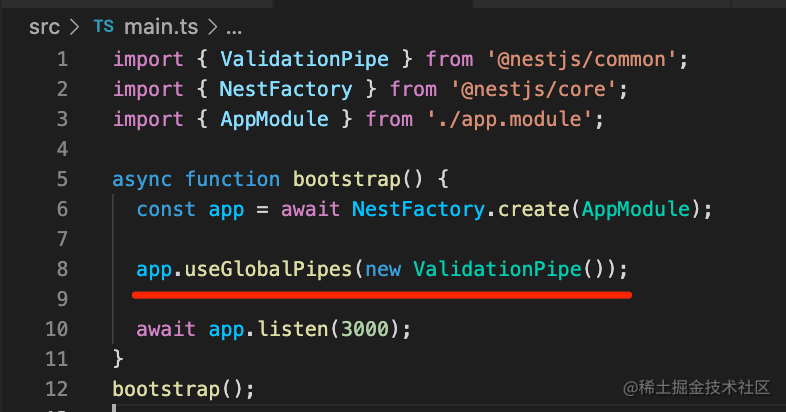 src > TS main.ts > ...
1 import { ValidationPipe } from '@nestjs/common';
2 import { NestFactory } from '@nestjs/core';
3 import { AppModule } from './app.module';
4
5 async function bootstrap() {
6 const app = await NestFactory.create(AppModule);
7
8 app.useGlobalPipes(new ValidationPipe());
9
10 await app.listen(3000);
11 }
12 bootstrap();
@稀土掘金技术社区